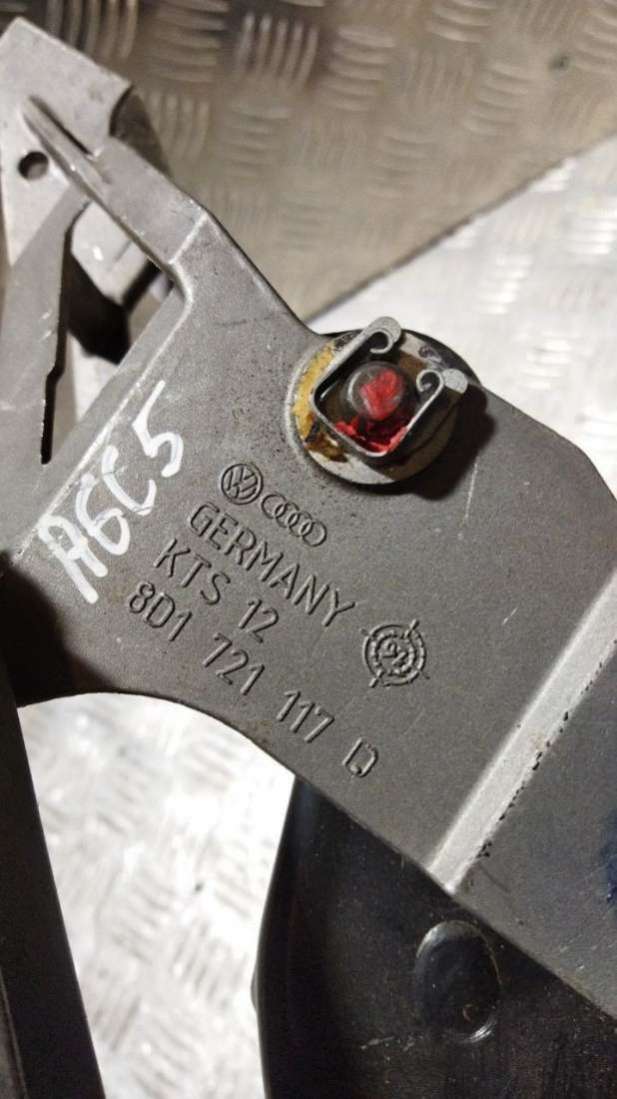 A6C5
GERMANY
KTS 12
8D1 721 117 D